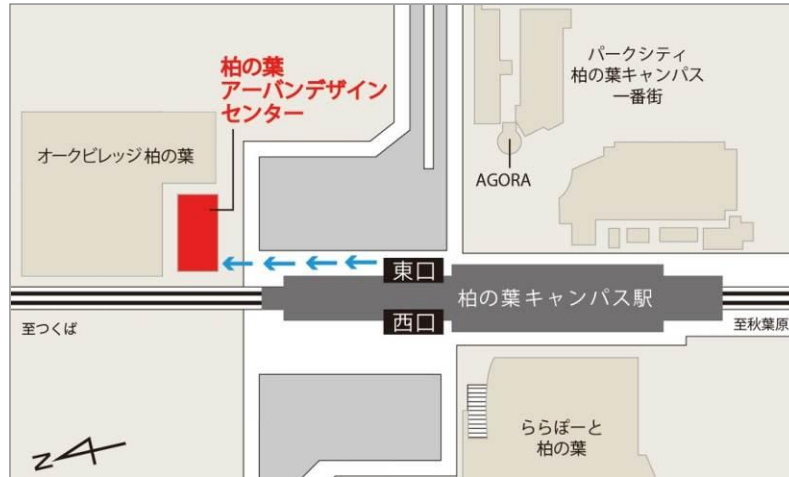 柏の葉
アーバンデザイン
センター
パークシティ
柏の葉キャンパス
一番街
オークビレッジ柏の葉
AGORA
東口
柏の葉キャンパス駅
西口
至つくば
至秋葉原
ららぽーと
柏の葉
N